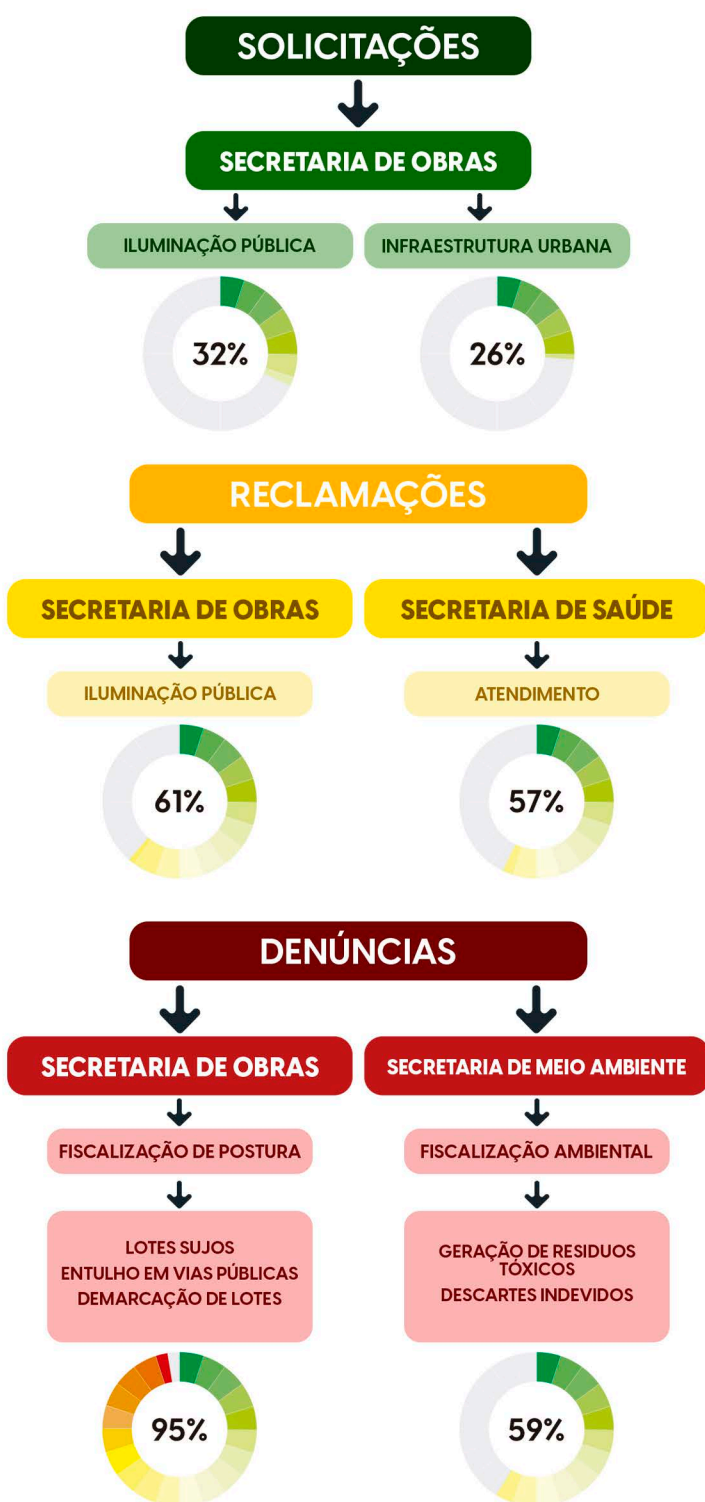 SOLICITAÇÕES
SECRETARIA DE OBRAS
ILUMINAÇÃO PÚBLICA
INFRAESTRUTURA URBANA
32%
26%
RECLAMAÇÕES
SECRETARIA DE OBRAS
SECRETARIA DE SAÚDE
ILUMINAÇÃO PÚBLICA
ATENDIMENTO
61%
57%
DENÚNCIAS
SECRETARIA DE OBRAS
SECRETARIA DE MEIO AMBIENTE
FISCALIZAÇÃO DE POSTURA
FISCALIZAÇÃO AMBIENTAL
LOTES SUJOS
ENTULHO EM VIAS PÚBLICAS
DEMARCAÇÃO DE LOTES
GERAÇÃO DE RESIDUOS
TÓXICOS
DESCARTES INDEVIDOS
95%
59%